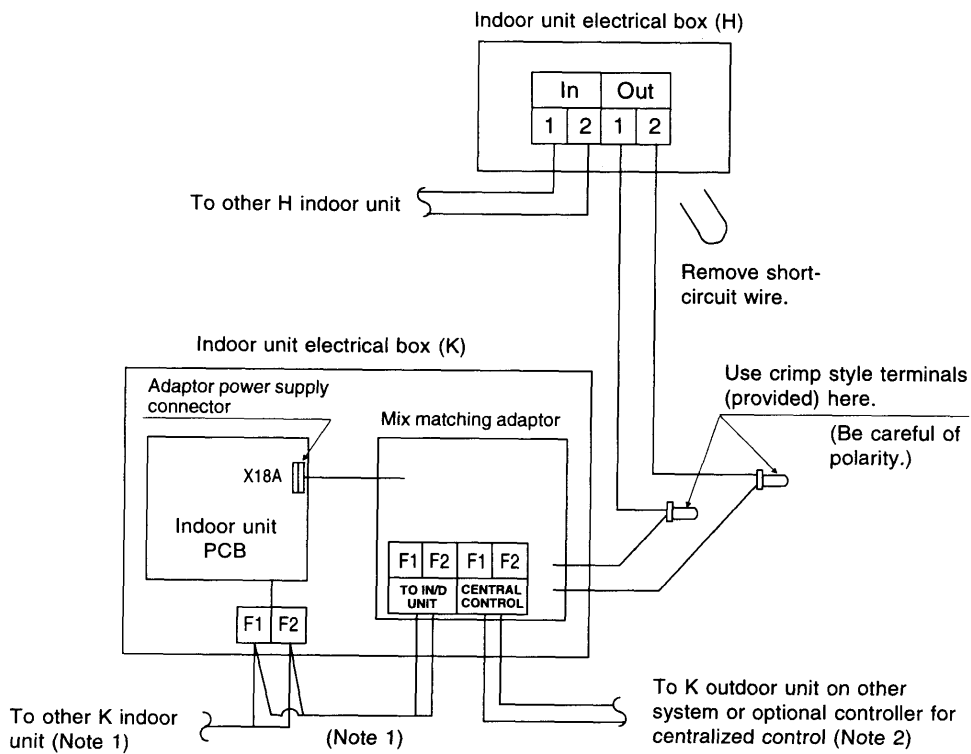 Indoor unit electrical box (H)
In Out
1 2 1 2
To other H indoor unit
Remove short-
circuit wire.
Indoor unit electrical box (K)
Adaptor power supply
connector
Mix matching adaptor
Use crimp style terminals
(provided) here.
(Be careful of
polarity.)
X18A
Indoor unit
PCB
F1 F2 F1 F2
TO IN/D
UNIT
CENTRAL
CONTROL
F1 F2
To other K indoor
unit (Note 1)
(Note 1)
To K outdoor unit on other
system or optional controller for
centralized control (Note 2)